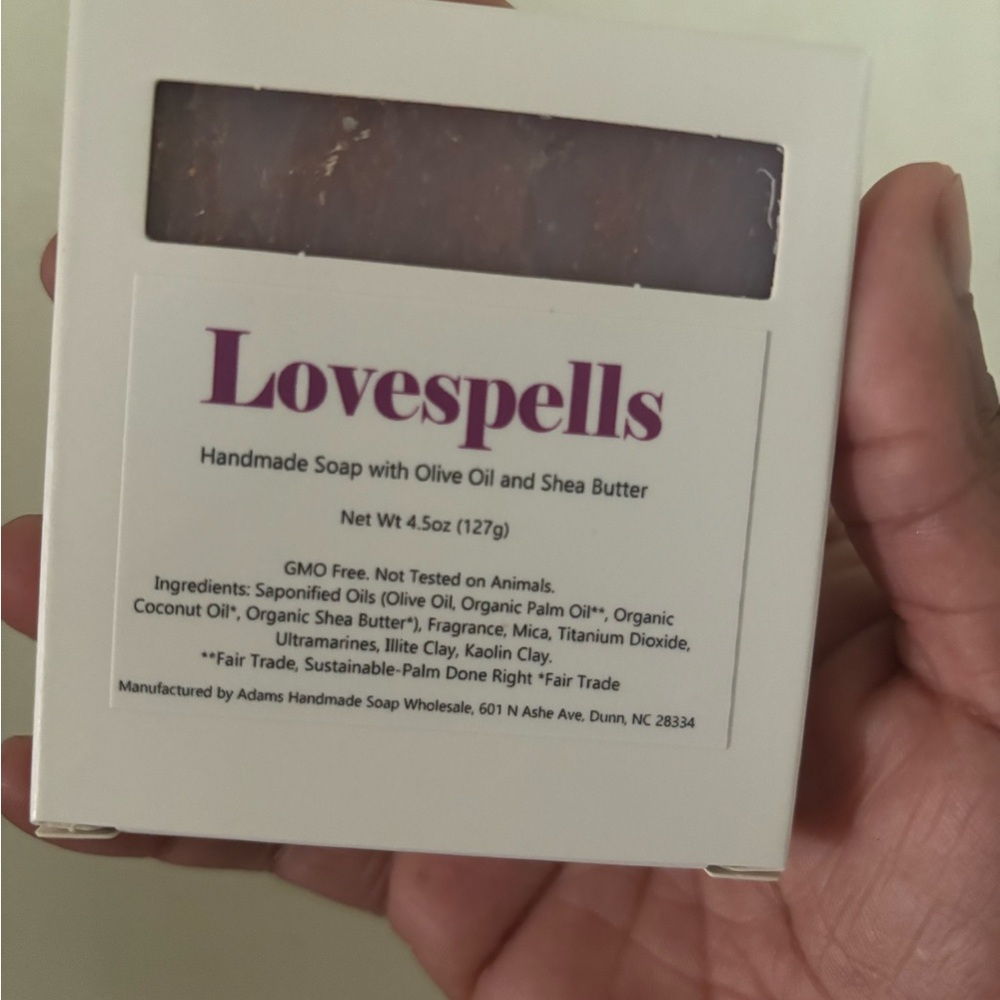 Lovespells
Handmade Soap with Olive Oil and Shea Butter
Net Wt 4.5oz (127g)
GMO Free. Not Tested on Animals.
Ingredients: Saponified Oils (Olive Oil, Organic Palm Oil**, Organic
Coconut Oil*, Organic Shea Butter*), Fragrance, Mica, Titanium Dioxide,
Ultramarines, Illite Clay, Kaolin Clay.
**Fair Trade, Sustainable-Palm Done Right *Fair Trade
Manufactured by Adams Handmade Soap Wholesale, 601 N Ashe Ave, Dunn, NC 28334